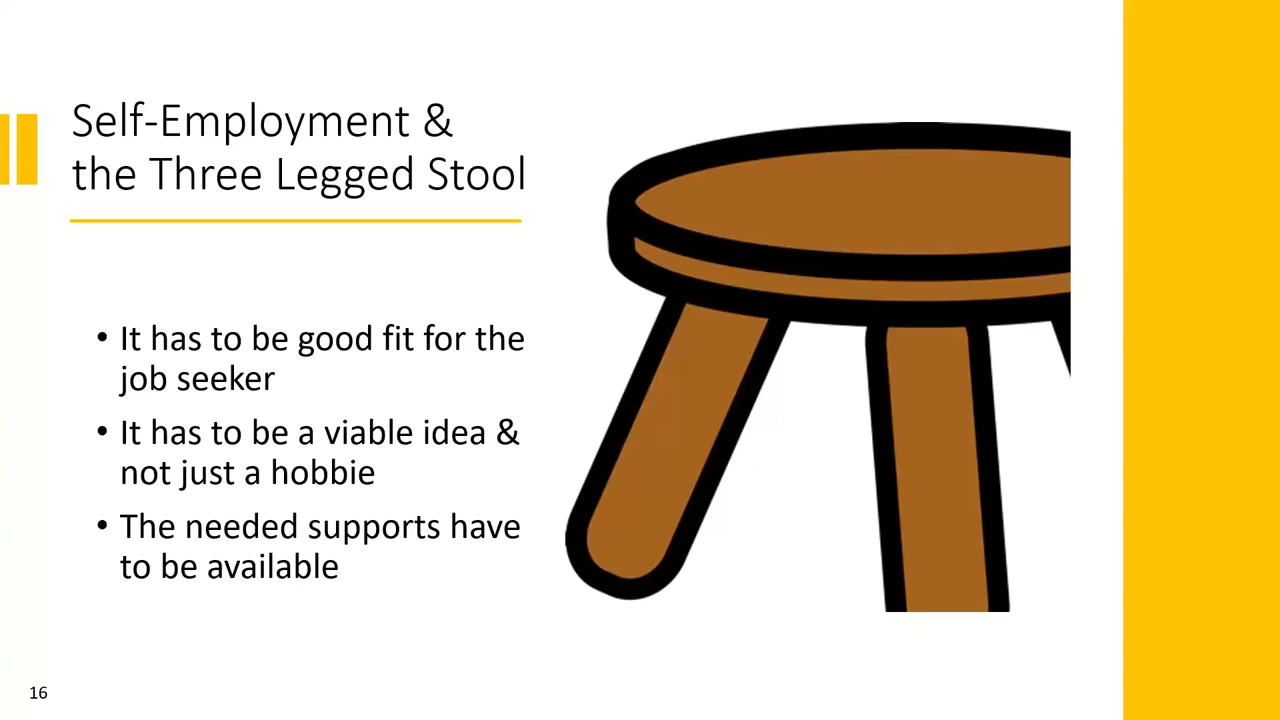 Self-Employment &
the Three Legged Stool
• It has to be good fit for the
job seeker
• It has to be a viable idea &
not just a hobbie
• The needed supports have
to be available
16